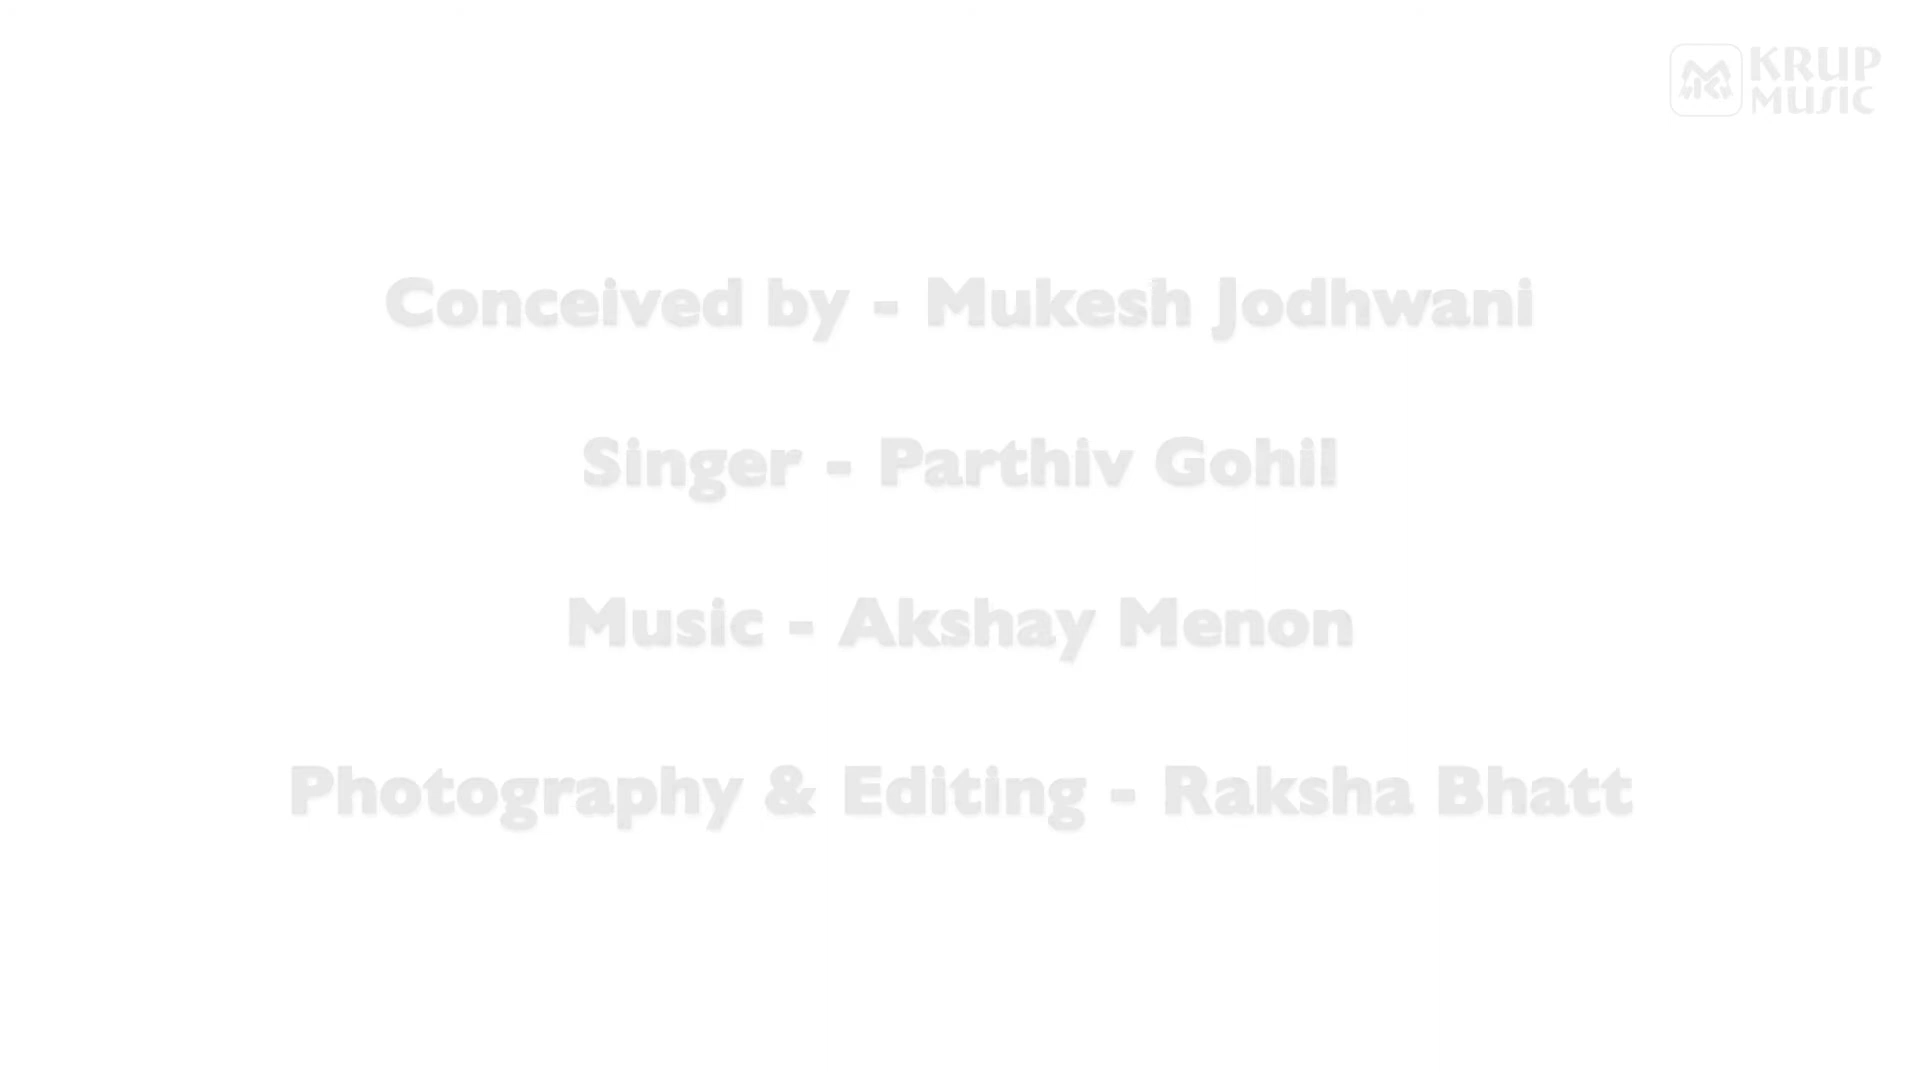 KRUP
MUSIC
Conceived by - Mukesh Jodhwani
Singer - Parthiv Gohil
Music - Akshay Menon
Photography & Editing - Raksha Bhatt